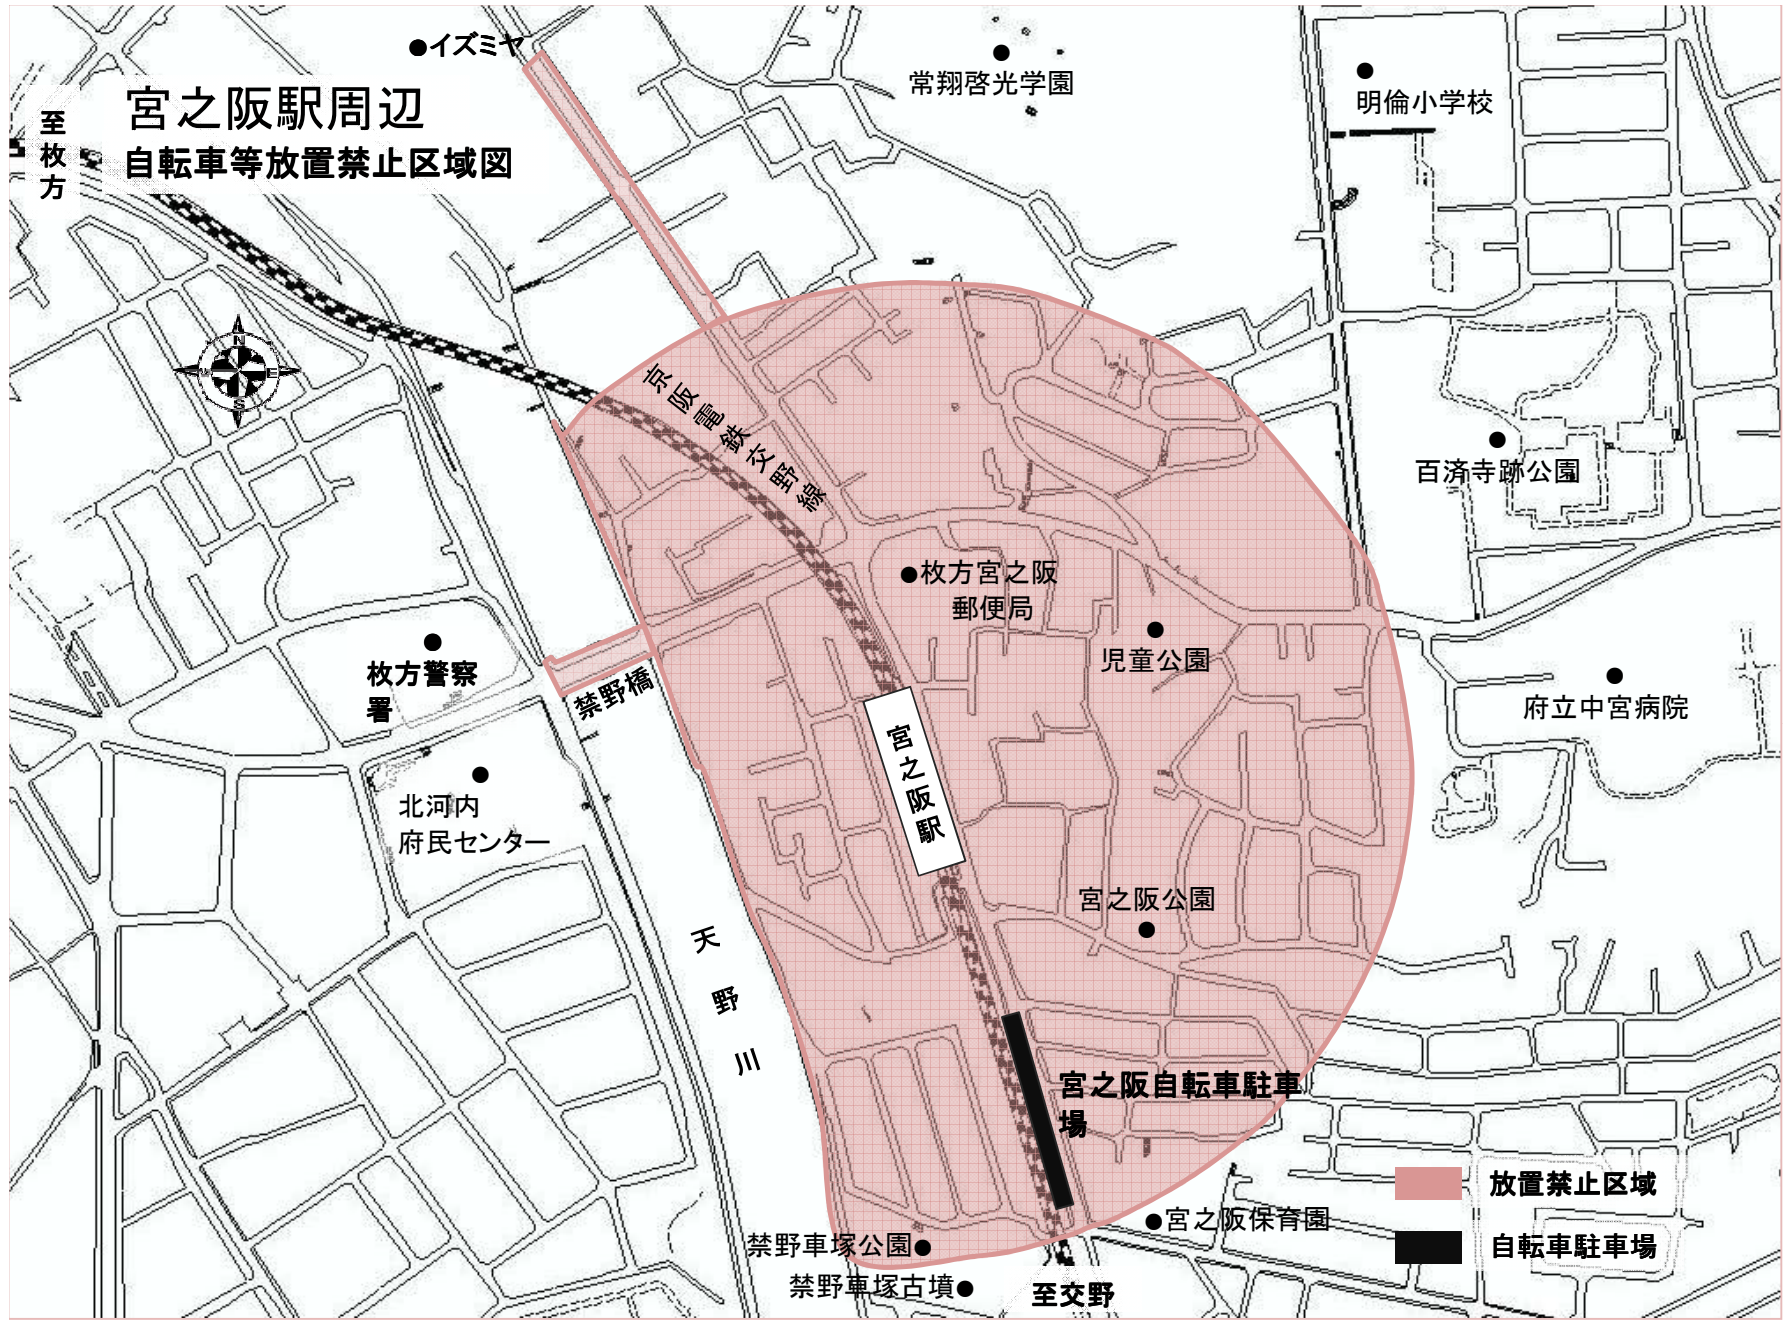 ●イズミヤ
常翔啓光学園
明倫小学校
宮之阪駅周辺
自転車等放置禁止区域図
至枚方
N
E
S
京阪電鉄交野線
百済寺跡公園
●枚方宮之阪
郵便局
児童公園
枚方警察
署
禁野橋
府立中宮病院
宮之阪駅
北河内
府民センター
宮之阪公園
天野川
宮之阪自転車駐車
場
放置禁止区域
●宮之阪保育園
自転車駐車場
禁野車塚公園●
禁野車塚古墳●
至交野